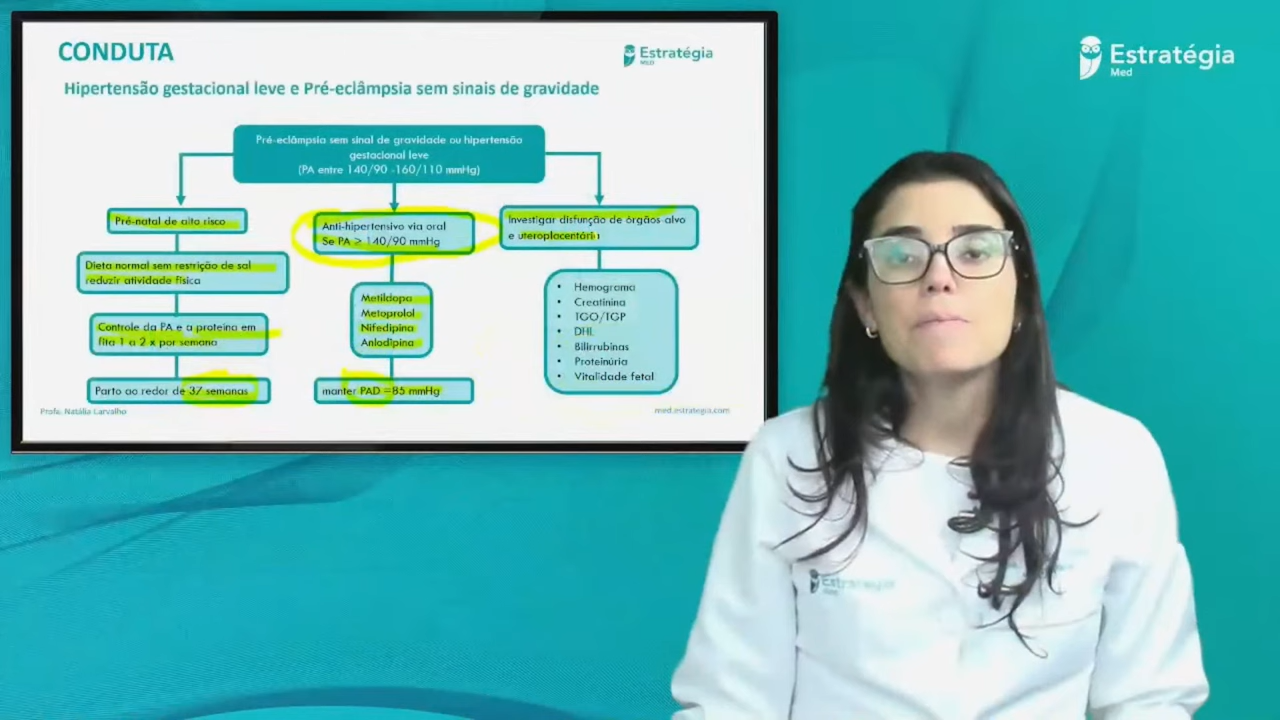 CONDUTA
Estratégia
MED
Hipertensão gestacional leve e Pré-eclâmpsia sem sinais de gravidade
Pré-eclâmpsia sem sinal de gravidade ou hipertensão
gestacional leve
(PA entre 140/90 -160/110 mmHg)
Pré-natal de alto risco
Dieta normal sem restrição de sal
reduzir atividade física
Controle da PA e a proteína em
fita 1 a 2 x por semana
Parto ao redor de 37 semanas
Anti-hipertensivo via oral
Se PA ≥ 140/90 mmHg
Metildopa
Metoprolol
Nifedipina
Anlodipina
manter PAD =85 mmHg
Investigar disfunção de órgãos-alvo
e uteroplacentária
• Hemograma
• Creatinina
• TGO/TGP
• DHL
• Bilirrubinas
• Proteinúria
• Vitalidade fetal
Profa. Natália Carvalho
med.estrategia.com
Estratégia
Med
Estratégia